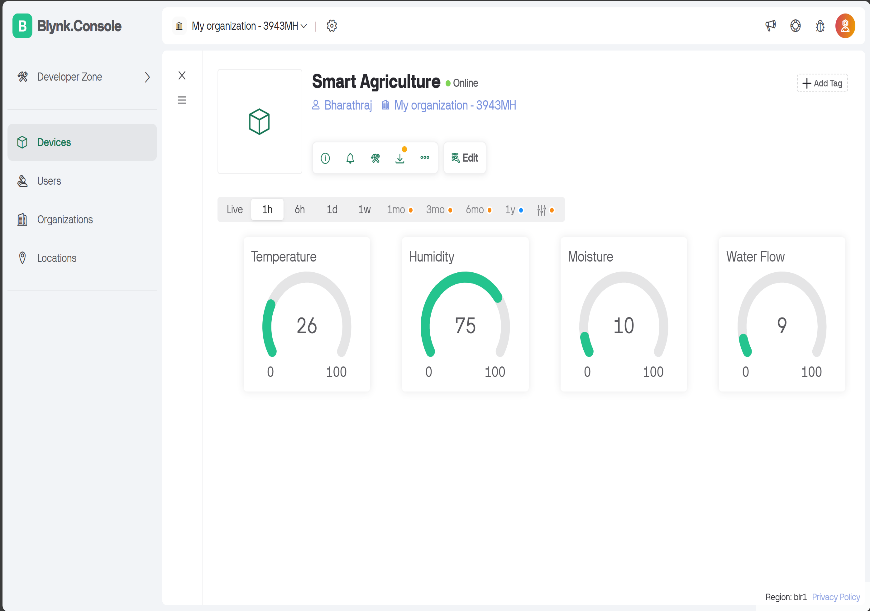 B Blynk.Console
My organization - 3943MH
Developer Zone
Devices
Users
Organizations
Locations
Smart Agriculture Online
Bharathraj My organization - 3943MH
Add Tag
Edit
Live 1h 6h 1d 1w 1mo 3mo 6mo 1y
Temperature
26
0 100
Humidity
75
0 100
Moisture
10
0 100
Water Flow
9
0 100
Region: blr1 Privacy Policy